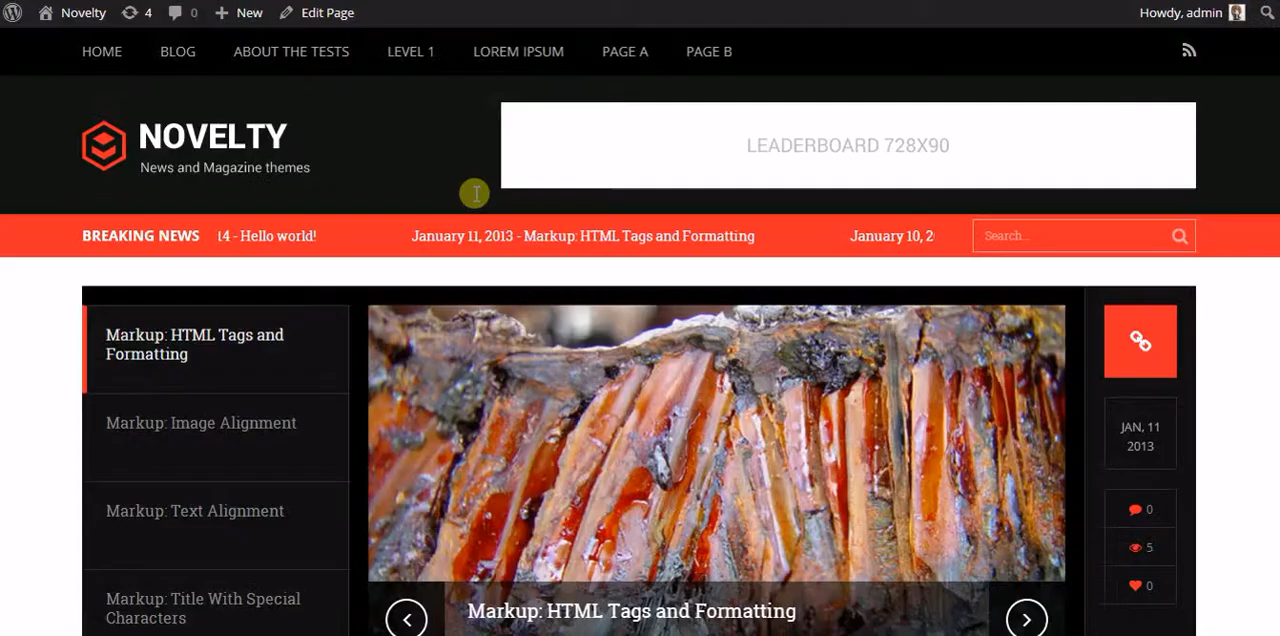 Novelty 4 0 New Edit Page Howdy, admin
HOME BLOG ABOUT THE TESTS LEVEL 1 LOREM IPSUM PAGE A PAGE B
NOVELTY
News and Magazine themes
LEADERBOARD 728X90
BREAKING NEWS 14 - Hello world! January 11, 2013 - Markup: HTML Tags and Formatting January 10, 2 Search...
Markup: HTML Tags and
Formatting
Markup: Image Alignment
Markup: Text Alignment
Markup: Title With Special
Characters
Markup: HTML Tags and Formatting
JAN, 11
2013
0
5
0